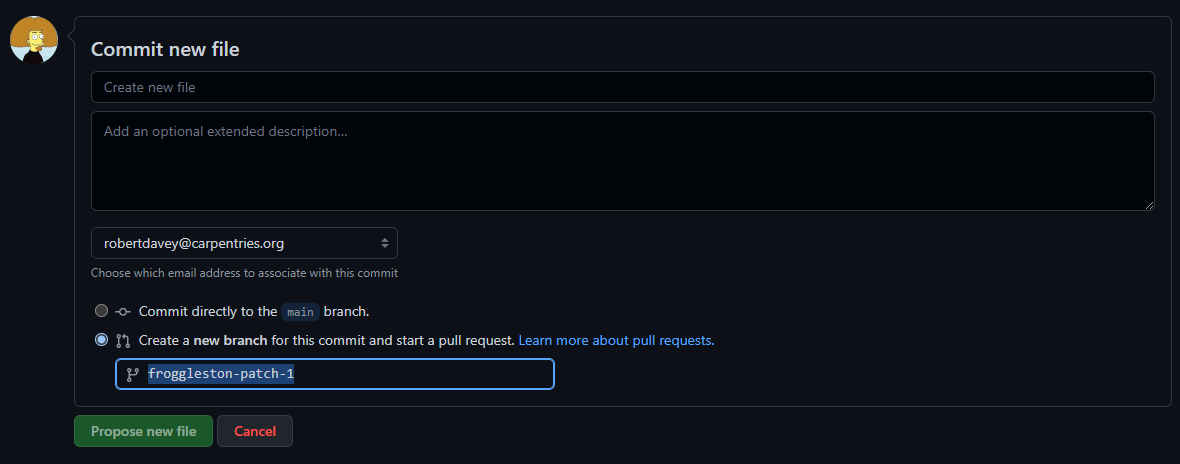 Commit new file
Create new file
Add an optional extended description...
robertdavey@carpentries.org
Choose which email address to associate with this commit
Commit directly to the main branch.
Create a new branch for this commit and start a pull request. Learn more about pull requests.
froggleston-patch-1
Propose new file Cancel